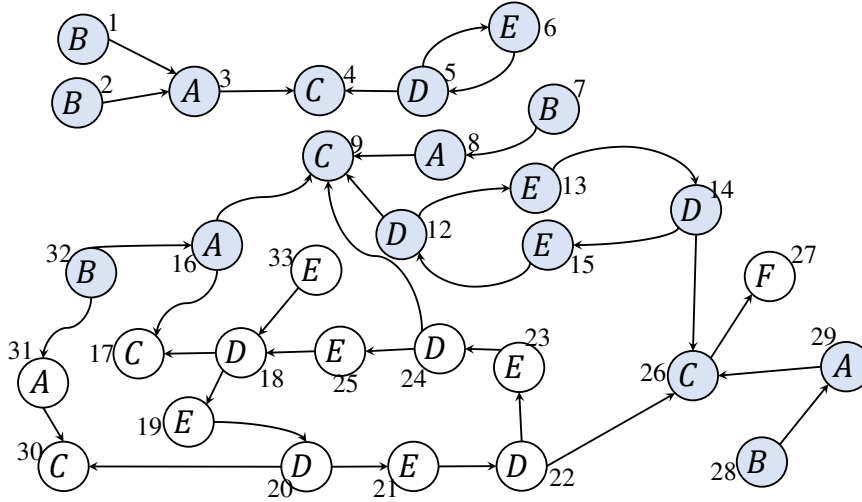 B 1
E 6
B 2
A 3
C 4
D 5
B 7
C 9
A 8
E 13
D 14
D 12
E 15
32 B
A 16
33 E
F 27
31 A
17 C
D 18
E 25
D 24
E 23
26 C
A 29
19 E
30 C
D 20
E 21
D 22
28 B